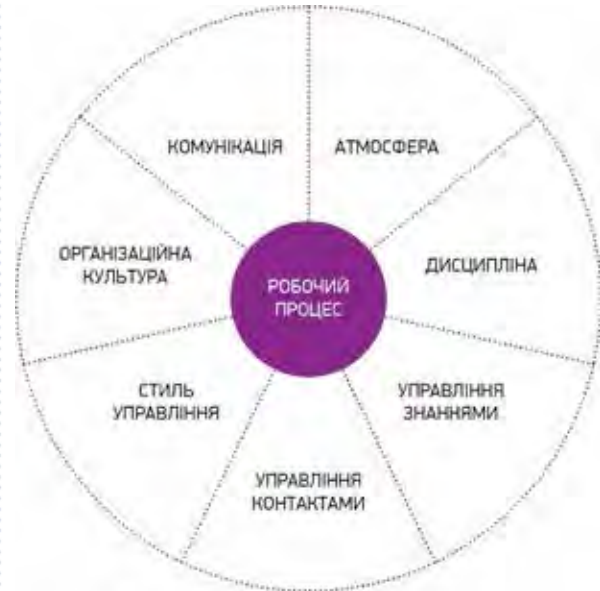 КОМУНІКАЦІЯ
АТМОСФЕРА
ОРГАНІЗАЦІЙНА
КУЛЬТУРА
РОБОЧИЙ
ПРОЦЕС
ДИСЦИПЛІНА
СТИЛЬ
УПРАВЛІННЯ
УПРАВЛІННЯ
ЗНАННЯМИ
УПРАВЛІННЯ
КОНТАКТАМИ